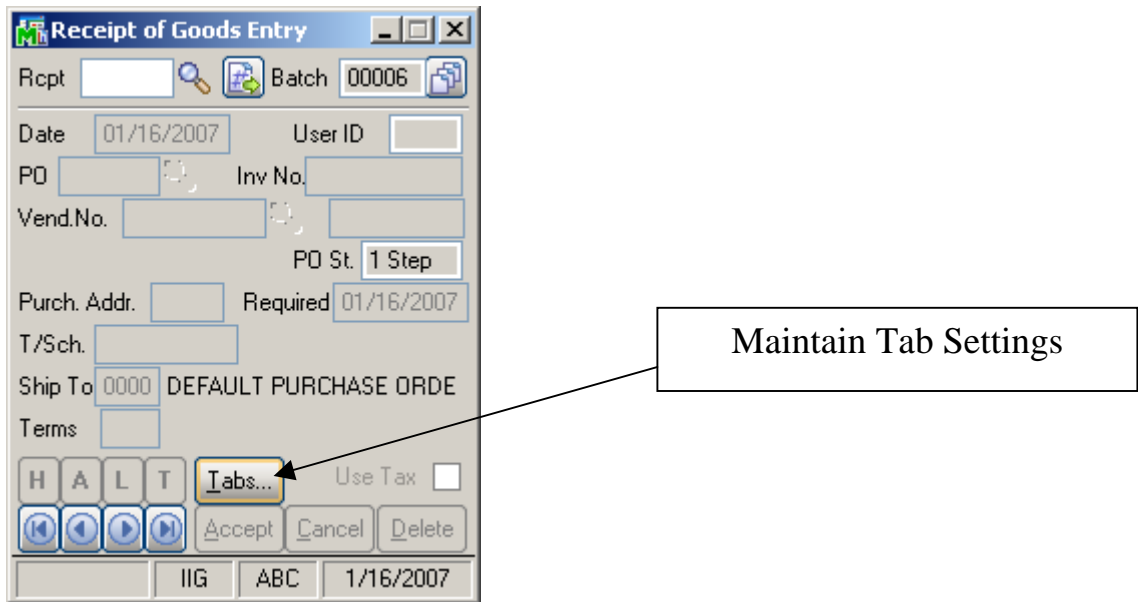 Receipt of Goods Entry
Rcpt Batch 00006
Date 01/16/2007 User ID
PO Inv No.
Vend.No.
PO St. 1 Step
Purch. Addr. Required 01/16/2007
T/Sch.
Ship To 0000 DEFAULT PURCHASE ORDE
Terms
H A L T Tabs... Use Tax
Accept Cancel Delete
IIG ABC 1/16/2007
Maintain Tab Settings